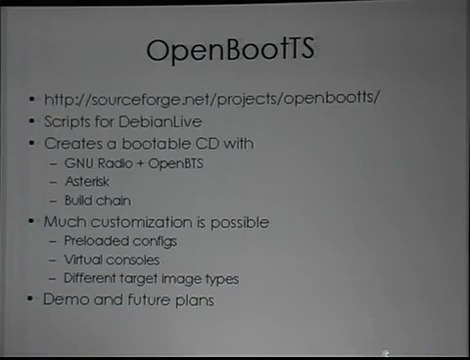 OpenBootTS
• http://sourceforge.net/projects/openbootts/
• Scripts for DebianLive
• Creates a bootable CD with
– GNU Radio + OpenBTS
– Asterisk
– Build chain
• Much customization is possible
– Preloaded configs
– Virtual consoles
– Different target image types
• Demo and future plans